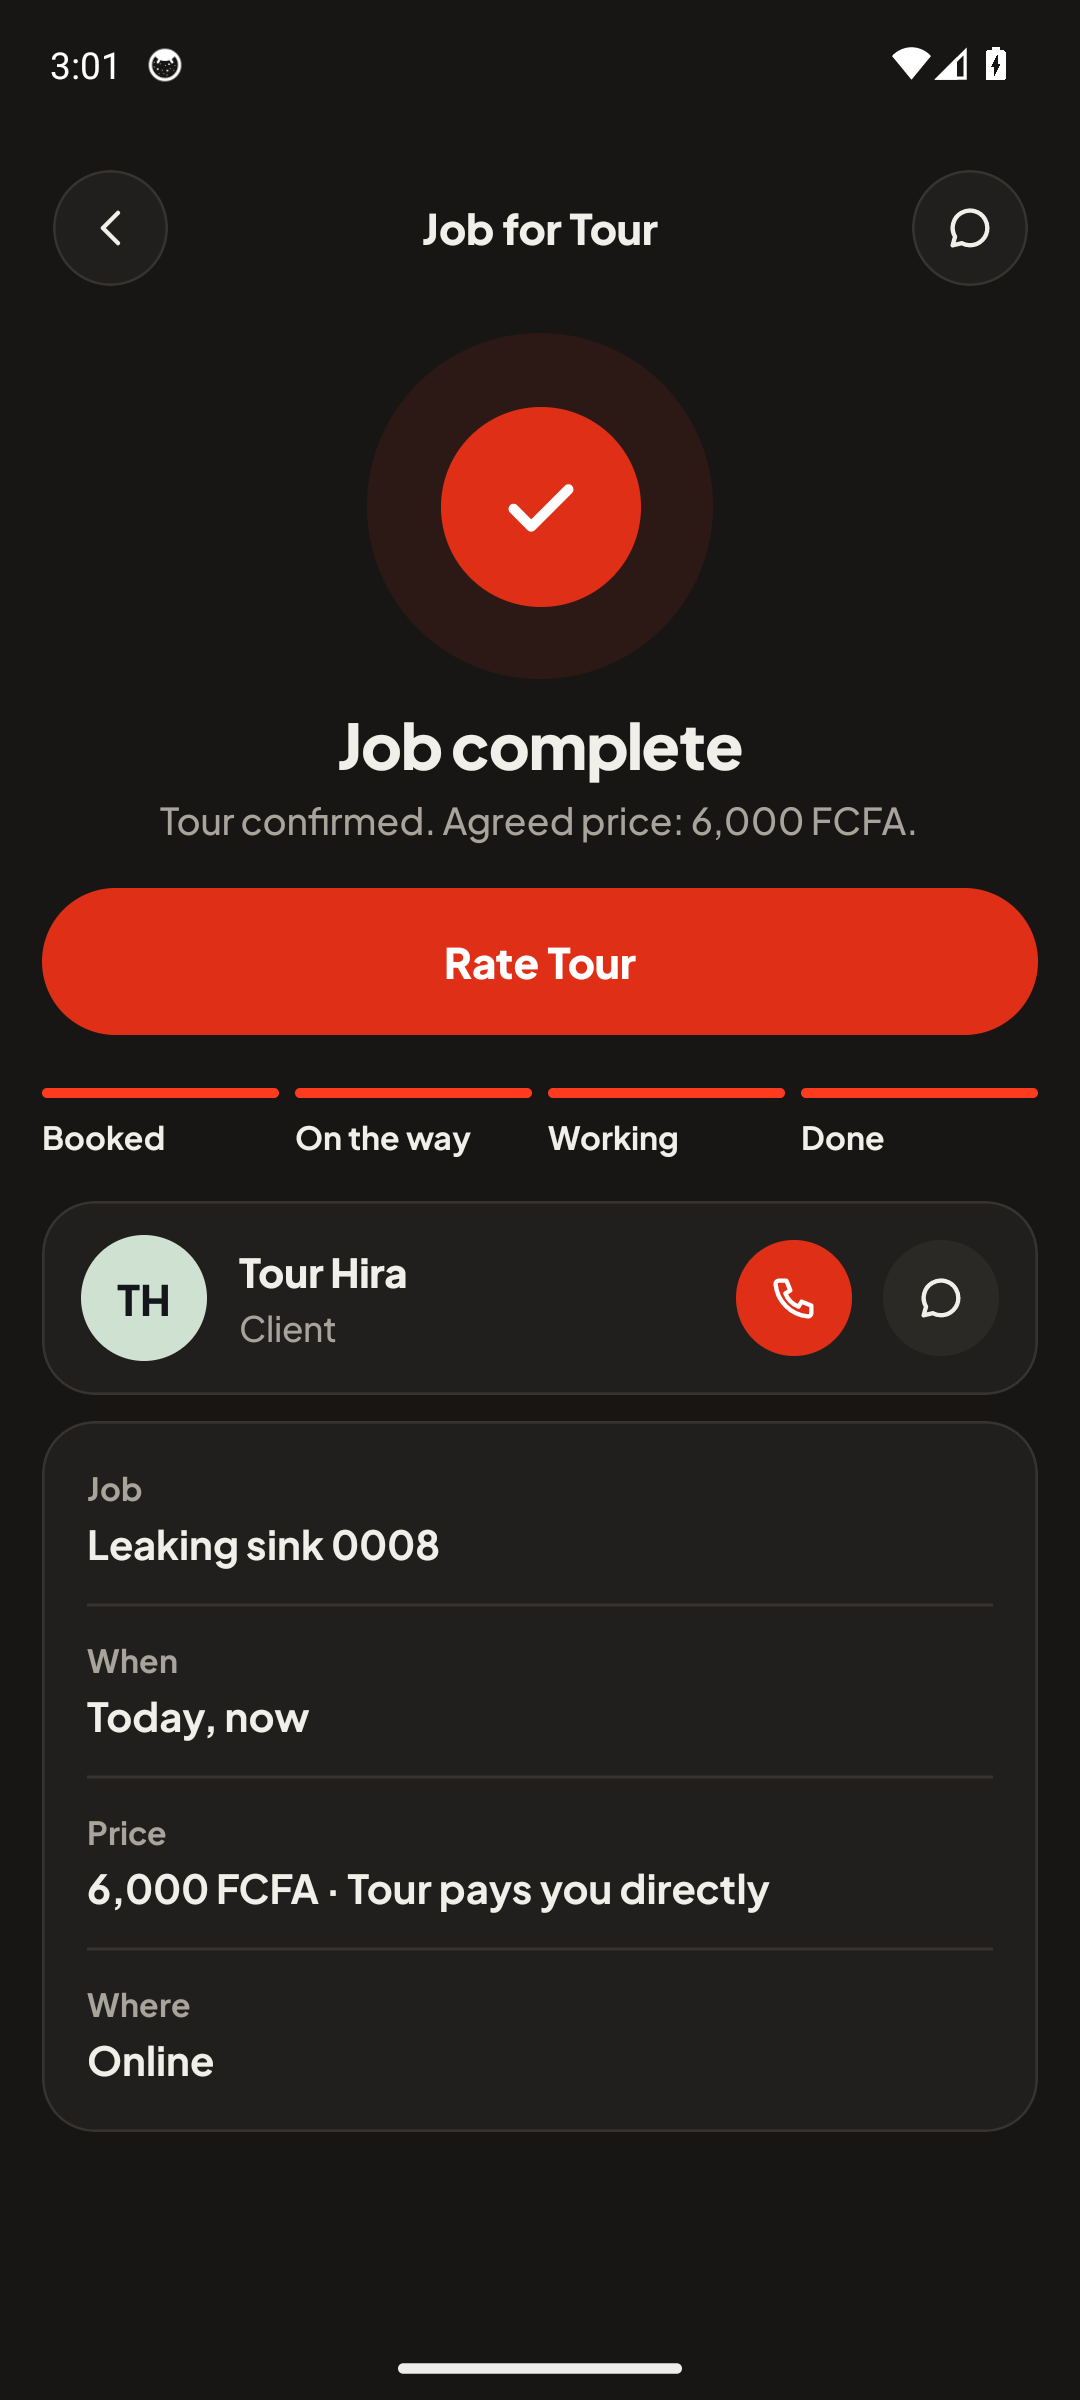 3:01
Job for Tour
Job complete
Tour confirmed. Agreed price: 6,000 FCFA.
Rate Tour
Booked
On the way
Working
Done
TH
Tour Hira
Client
Job
Leaking sink 0008
When
Today, now
Price
6,000 FCFA · Tour pays you directly
Where
Online